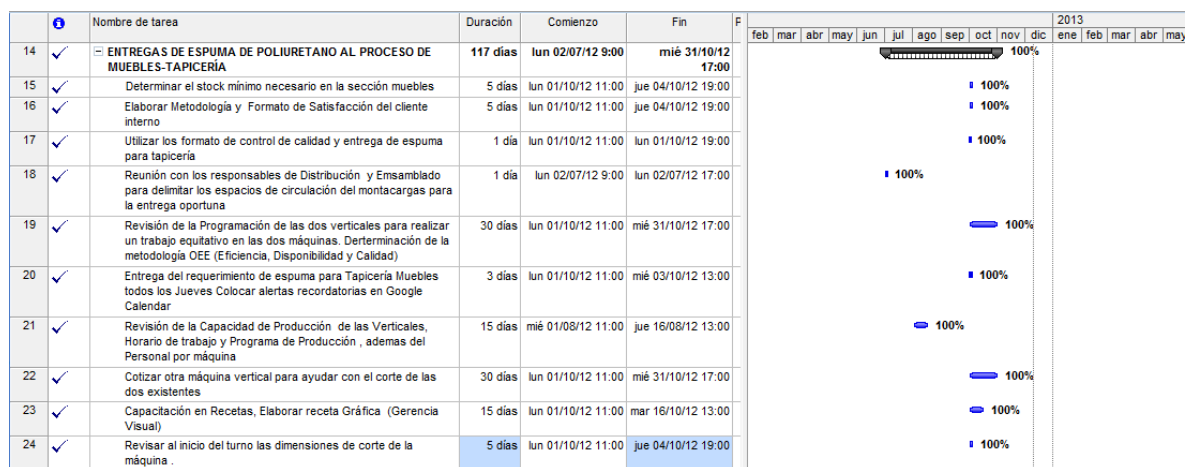 Nombre de tarea Duración Comienzo Fin P 2013
feb mar abr may jun jul ago sep oct nov dic ene feb mar abr may
14 ENTREGAS DE ESPUMA DE POLIURETANO AL PROCESO DE 117 días lun 02/07/12 9:00 mié 31/10/12 100%
MUEBLES-TAPICERÍA 17:00
15 Determinar el stock mínimo necesario en la sección muebles 5 días lun 01/10/12 11:00 jue 04/10/12 19:00 100%
16 Elaborar Metodología y Formato de Satisfacción del cliente 5 días lun 01/10/12 11:00 jue 04/10/12 19:00 100%
interno
17 Utilizar los formato de control de calidad y entrega de espuma 1 día lun 01/10/12 11:00 lun 01/10/12 19:00 100%
para tapicería
18 Reunión con los responsables de Distribución y Emsamblado 1 día lun 02/07/12 9:00 lun 02/07/12 17:00 100%
para delimitar los espacios de circulación del montacargas para
la entrega oportuna
19 Revisión de la Programación de las dos verticales para realizar 30 días lun 01/10/12 11:00 mié 31/10/12 17:00 100%
un trabajo equitativo en las dos máquinas. Derterminación de la
metodología OEE (Eficiencia, Disponibilidad y Calidad)
20 Entrega del requerimiento de espuma para Tapicería Muebles 3 días lun 01/10/12 11:00 mié 03/10/12 13:00 100%
todos los Jueves Colocar alertas recordatorias en Google
Calendar
21 Revisión de la Capacidad de Producción de las Verticales, 15 días mié 01/08/12 11:00 jue 16/08/12 13:00 100%
Horario de trabajo y Programa de Producción , ademas del
Personal por máquina
22 Cotizar otra máquina vertical para ayudar con el corte de las 30 días lun 01/10/12 11:00 mié 31/10/12 17:00 100%
dos existentes
23 Capacitación en Recetas, Elaborar receta Gráfica (Gerencia 15 días lun 01/10/12 11:00 mar 16/10/12 13:00 100%
Visual)
24 Revisar al inicio del turno las dimensiones de corte de la 5 días lun 01/10/12 11:00 jue 04/10/12 19:00 100%
máquina .